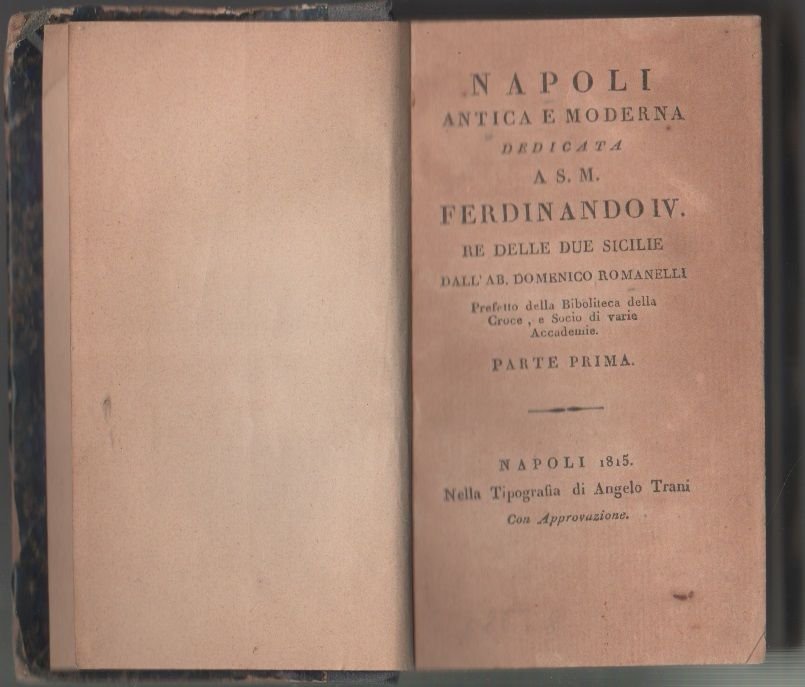 NAPOLI
ANTICA E MODERNA
DEDICATA
A S. M.
FERDINANDO IV.
RE DELLE DUE SICILIE
DALL' AB. DOMENICO ROMANELLI
Prefetto della Biboliteca della
Croce, e Socio di varie
Accademie.
PARTE PRIMA.
NAPOLI 1815.
Nella Tipografia di Angelo Trani
Con Approvazione.